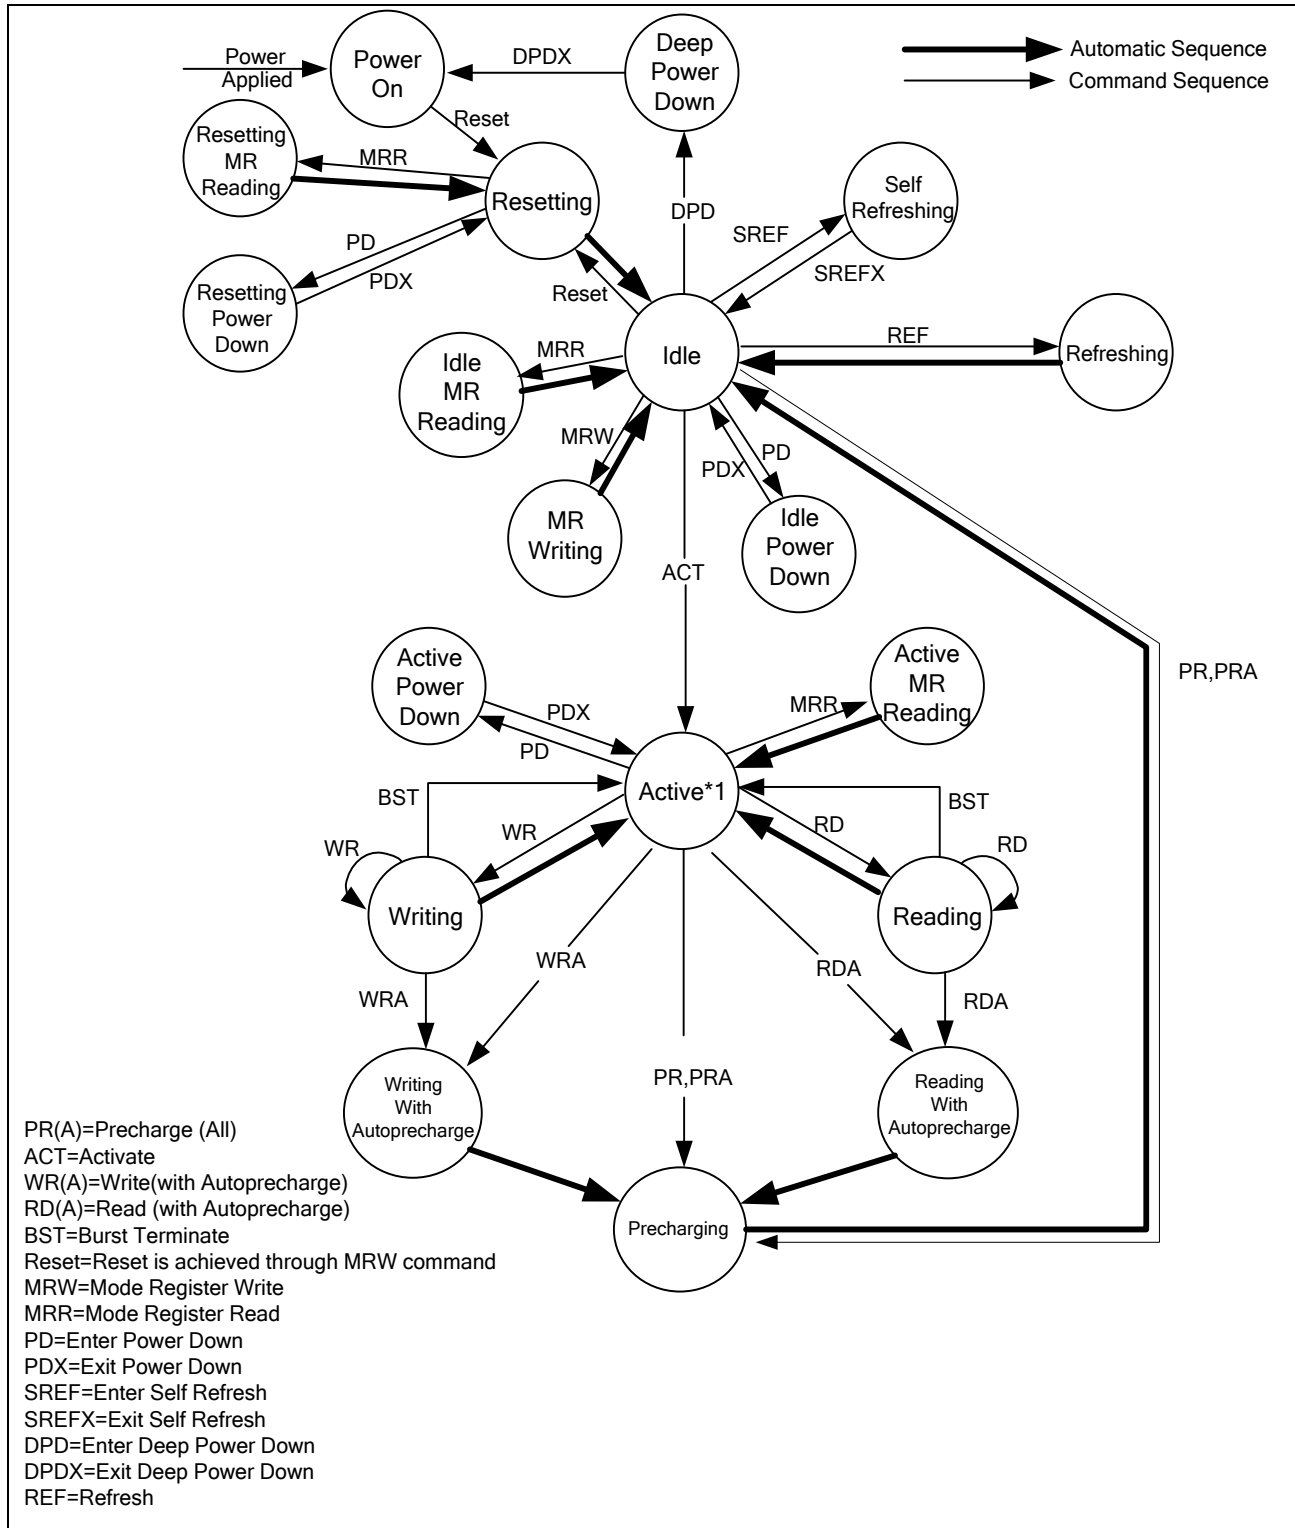 Power
Applied
Power
On
DPDX
Deep
Power
Down
Automatic Sequence
Command Sequence
Reset
Resetting
MR
Reading
MRR
Resetting
Self
Refreshing
DPD
SREF
SREFX
PD
PDX
Resetting
Power
Down
Reset
Idle
MR
Reading
MRR
Idle
REF
Refreshing
MRW
PD
PDX
MR
Writing
Idle
Power
Down
ACT
Active
Power
Down
PDX
PD
MRR
Active
MR
Reading
PR,PRA
Active*1
BST
BST
WR
WR
RD
RD
Writing
Reading
WRA
WRA
RDA
RDA
PR,PRA
Writing
With
Autoprecharge
Reading
With
Autoprecharge
Precharging
PR(A)=Precharge (All)
ACT=Activate
WR(A)=Write(with Autoprecharge)
RD(A)=Read (with Autoprecharge)
BST=Burst Terminate
Reset=Reset is achieved through MRW command
MRW=Mode Register Write
MRR=Mode Register Read
PD=Enter Power Down
PDX=Exit Power Down
SREF=Enter Self Refresh
SREFX=Exit Self Refresh
DPD=Enter Deep Power Down
DPDX=Exit Deep Power Down
REF=Refresh